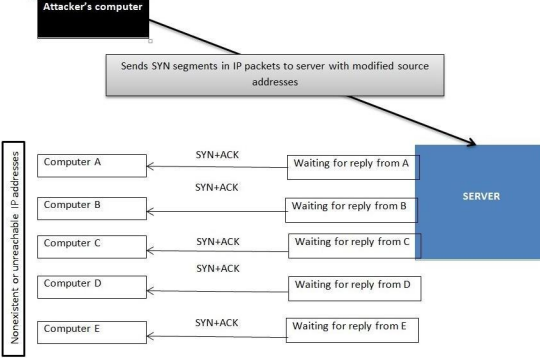 Attacker's computer
Sends SYN segments in IP packets to server with modified source
addresses
Nonexistent or unreachable IP addresses
Computer A
SYN+ACK
Waiting for reply from A
SERVER
SYN+ACK
Computer B
Waiting for reply from B
Computer C
SYN+ACK
Waiting for reply from C
SYN+ACK
Computer D
Waiting for reply from D
Computer E
SYN+ACK
Waiting for reply from E